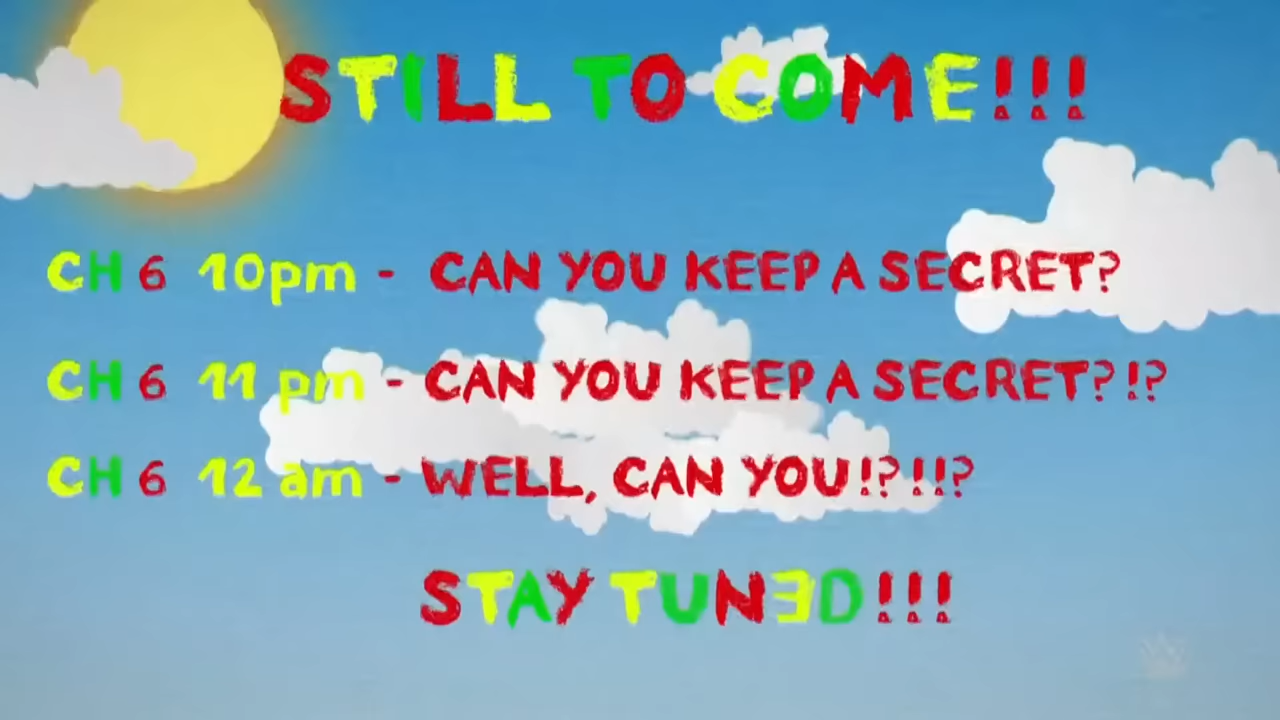 STILL TO COME!!!
CH 6 10pm - CAN YOU KEEP A SECRET?
CH 6 11 pm - CAN YOU KEEP A SECRET?!?
CH 6 12 am - WELL, CAN YOU!?!!?
STAY TUNƎD!!!